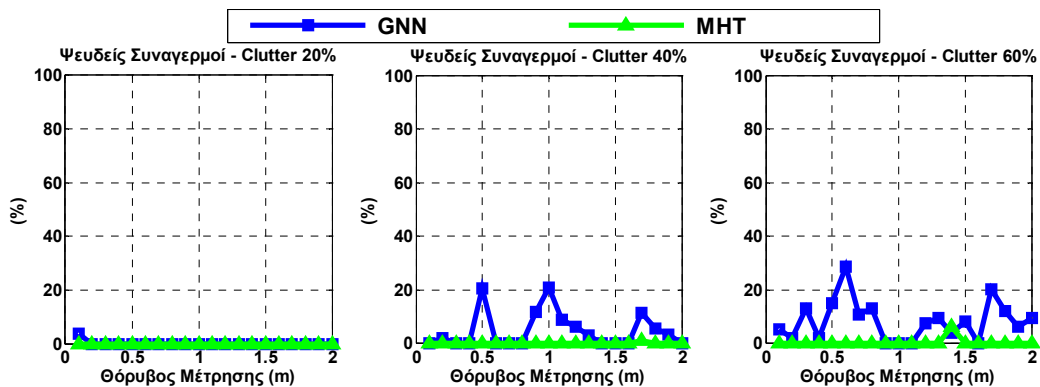 GNN MHT
Ψευδείς Συναγερμοί - Clutter 20% Ψευδείς Συναγερμοί - Clutter 40% Ψευδείς Συναγερμοί - Clutter 60%
100 100 100
80 80 80
60 60 60
(%) (%) (%)
40 40 40
20 20 20
0 0 0
0 0.5 1 1.5 2 0 0.5 1 1.5 2 0 0.5 1 1.5 2
Θόρυβος Μέτρησης (m) Θόρυβος Μέτρησης (m) Θόρυβος Μέτρησης (m)